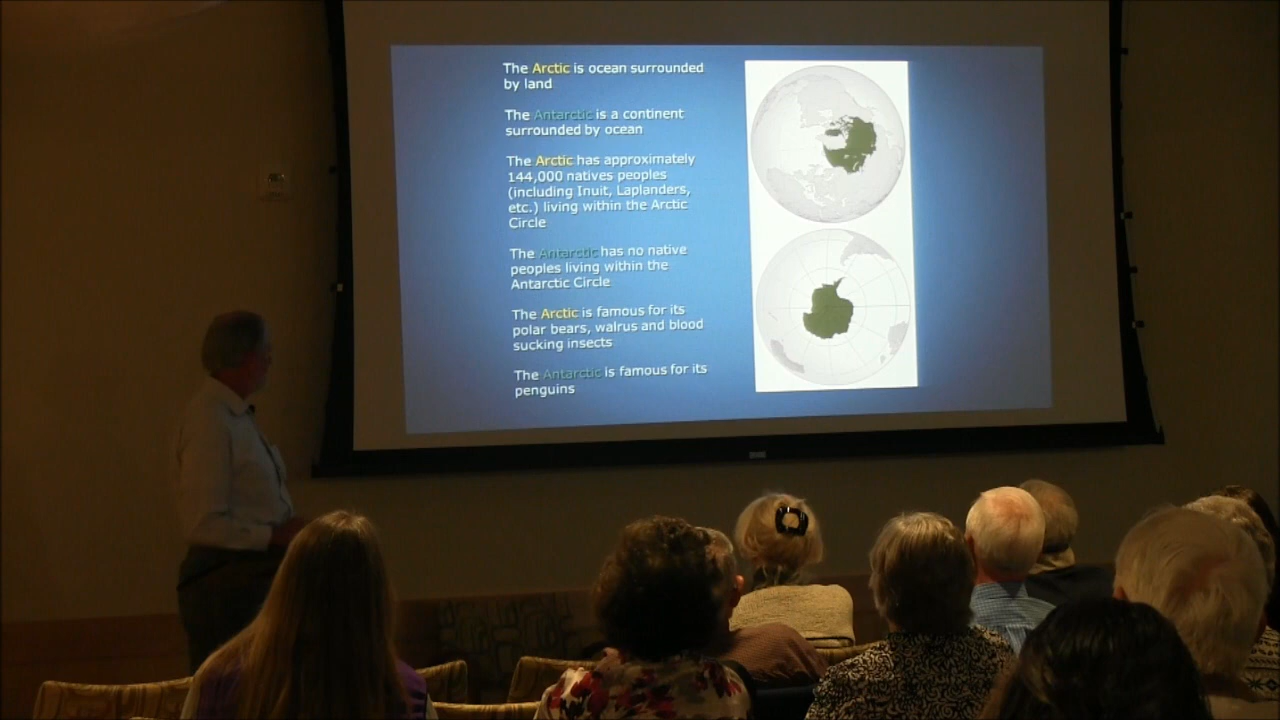 The Arctic is ocean surrounded
by land
The Antarctic is a continent
surrounded by ocean
The Arctic has approximately
144,000 natives peoples
(including Inuit, Laplanders,
etc.) living within the Arctic
Circle
The Antarctic has no native
peoples living within the
Antarctic Circle
The Arctic is famous for its
polar bears, walrus and blood
sucking insects
The Antarctic is famous for its
penguins